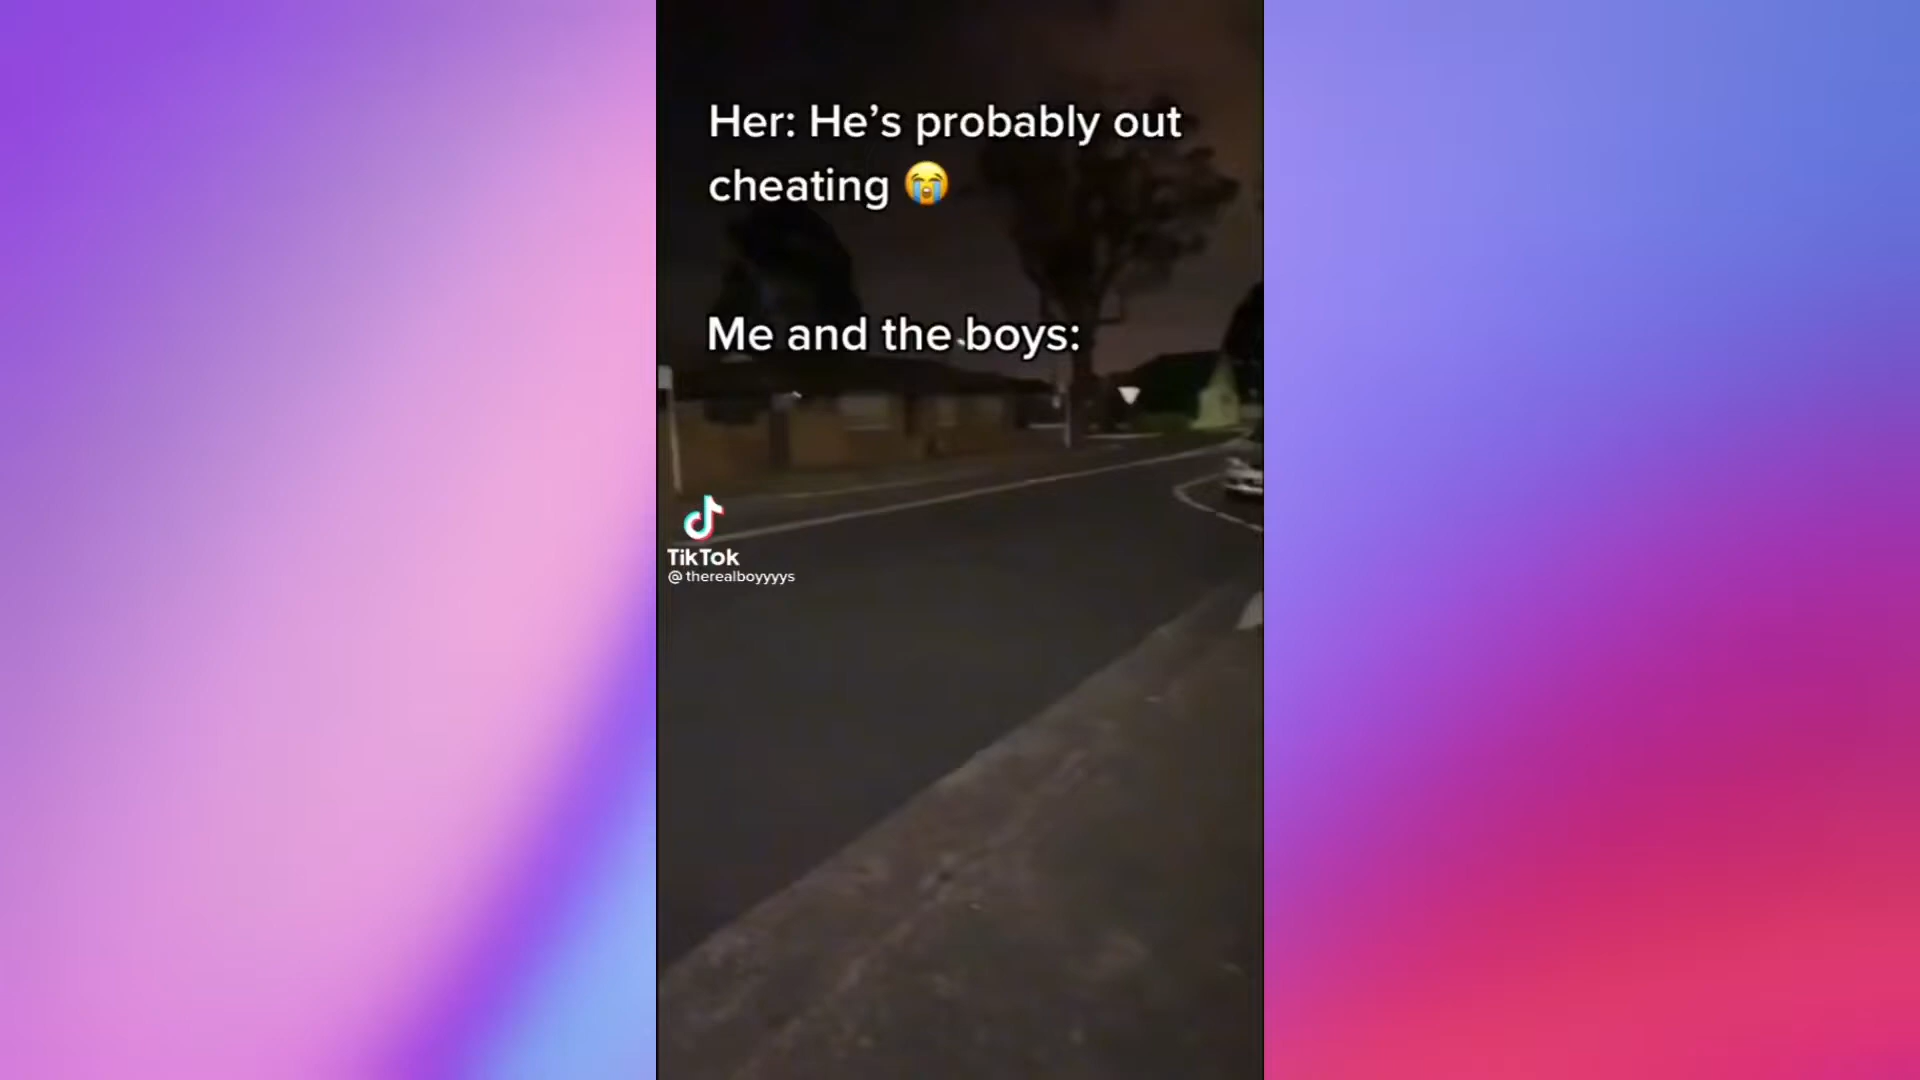 Her: He’s probably out
cheating 😭
Me and the boys:
TikTok
@therealboyyyys